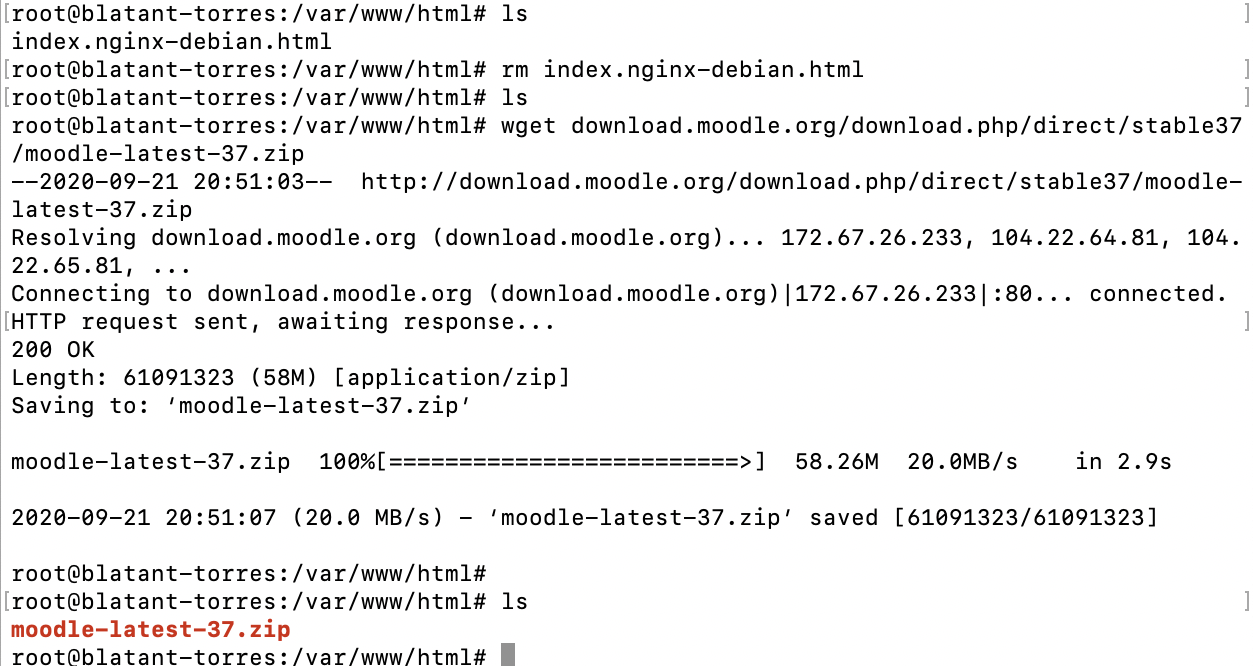 [root@blatant-torres:/var/www/html# ls ]
index.nginx-debian.html
[root@blatant-torres:/var/www/html# rm index.nginx-debian.html ]
[root@blatant-torres:/var/www/html# ls ]
root@blatant-torres:/var/www/html# wget download.moodle.org/download.php/direct/stable37
/moodle-latest-37.zip
--2020-09-21 20:51:03--  http://download.moodle.org/download.php/direct/stable37/moodle-
latest-37.zip
Resolving download.moodle.org (download.moodle.org)... 172.67.26.233, 104.22.64.81, 104.
22.65.81, ...
Connecting to download.moodle.org (download.moodle.org)|172.67.26.233|:80... connected.
[HTTP request sent, awaiting response... ]
200 OK
Length: 61091323 (58M) [application/zip]
Saving to: ‘moodle-latest-37.zip’
moodle-latest-37.zip  100%[=========================>]  58.26M  20.0MB/s    in 2.9s
2020-09-21 20:51:07 (20.0 MB/s) - ‘moodle-latest-37.zip’ saved [61091323/61091323]
root@blatant-torres:/var/www/html#
[root@blatant-torres:/var/www/html# ls ]
moodle-latest-37.zip
root@blatant-torres:/var/www/html#